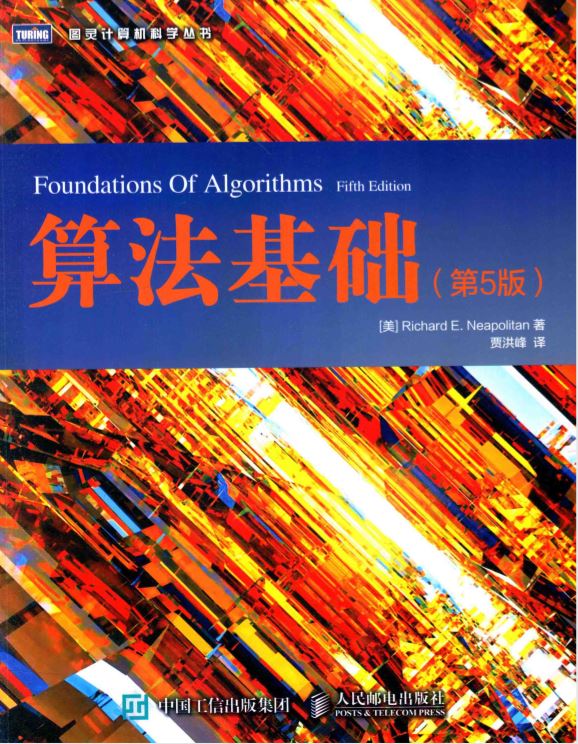 TURING 图灵计算机科学丛书
Foundations Of Algorithms Fifth Edition
算法基础(第5版)
[美] Richard E. Neapolitan 著
贾洪峰 译
中国工信出版集团 人民邮电出版社
POSTS & TELECOM PRESS